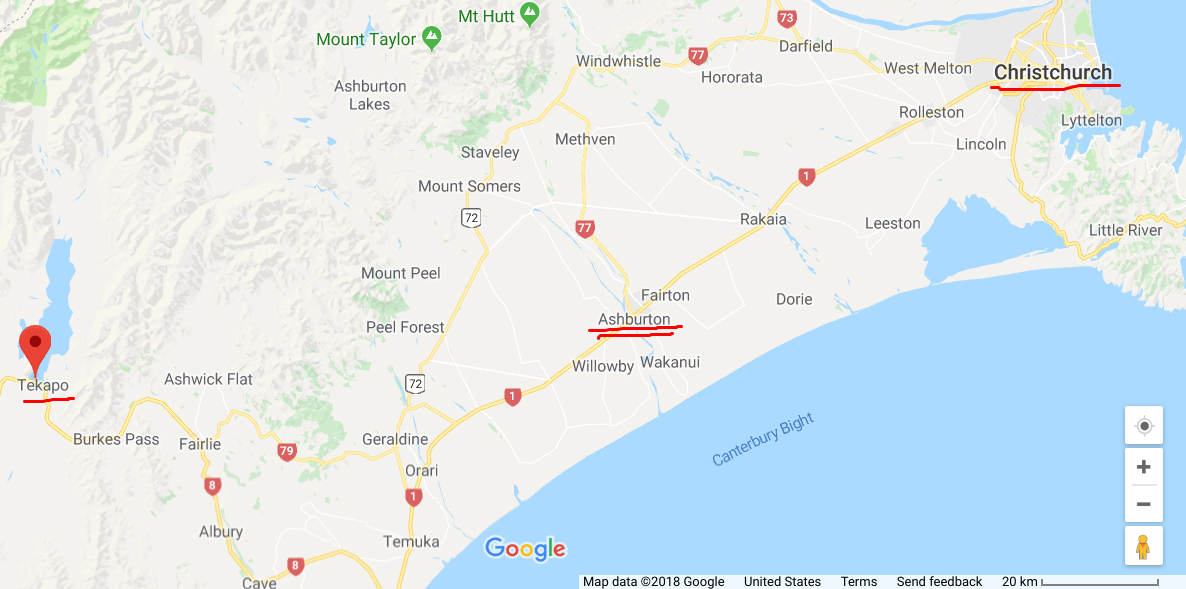 Mt Hutt
73
Mount Taylor
Darfield
77
Windwhistle
West Melton
Christchurch
Hororata
Ashburton
Lakes
Rolleston
Lyttelton
Methven
Lincoln
Staveley
1
Mount Somers
72
Rakaia
Leeston
77
Little River
Mount Peel
Fairton
Dorie
Ashburton
Peel Forest
Willowby
Wakanui
Tekapo
Ashwick Flat
72
1
Canterbury Bight
Burkes Pass
Fairlie
79
Geraldine
Orari
8
1
Albury
Temuka
Google
8
Cave
Map data ©2018 Google United States Terms Send feedback 20 km